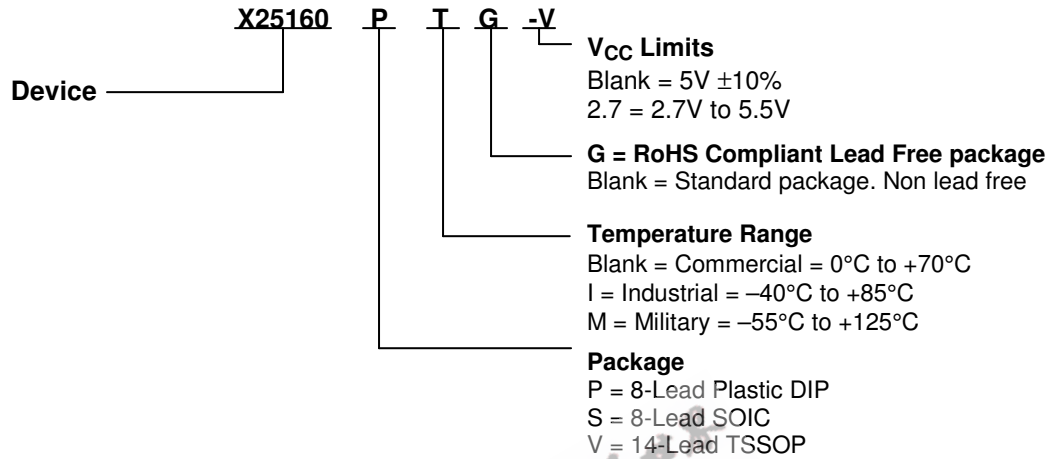 X25160 P T G -V
Device
VCC Limits
Blank = 5V ±10%
2.7 = 2.7V to 5.5V
G = RoHS Compliant Lead Free package
Blank = Standard package. Non lead free
Temperature Range
Blank = Commercial = 0°C to +70°C
I = Industrial = –40°C to +85°C
M = Military = –55°C to +125°C
Package
P = 8-Lead Plastic DIP
S = 8-Lead SOIC
V = 14-Lead TSSOP